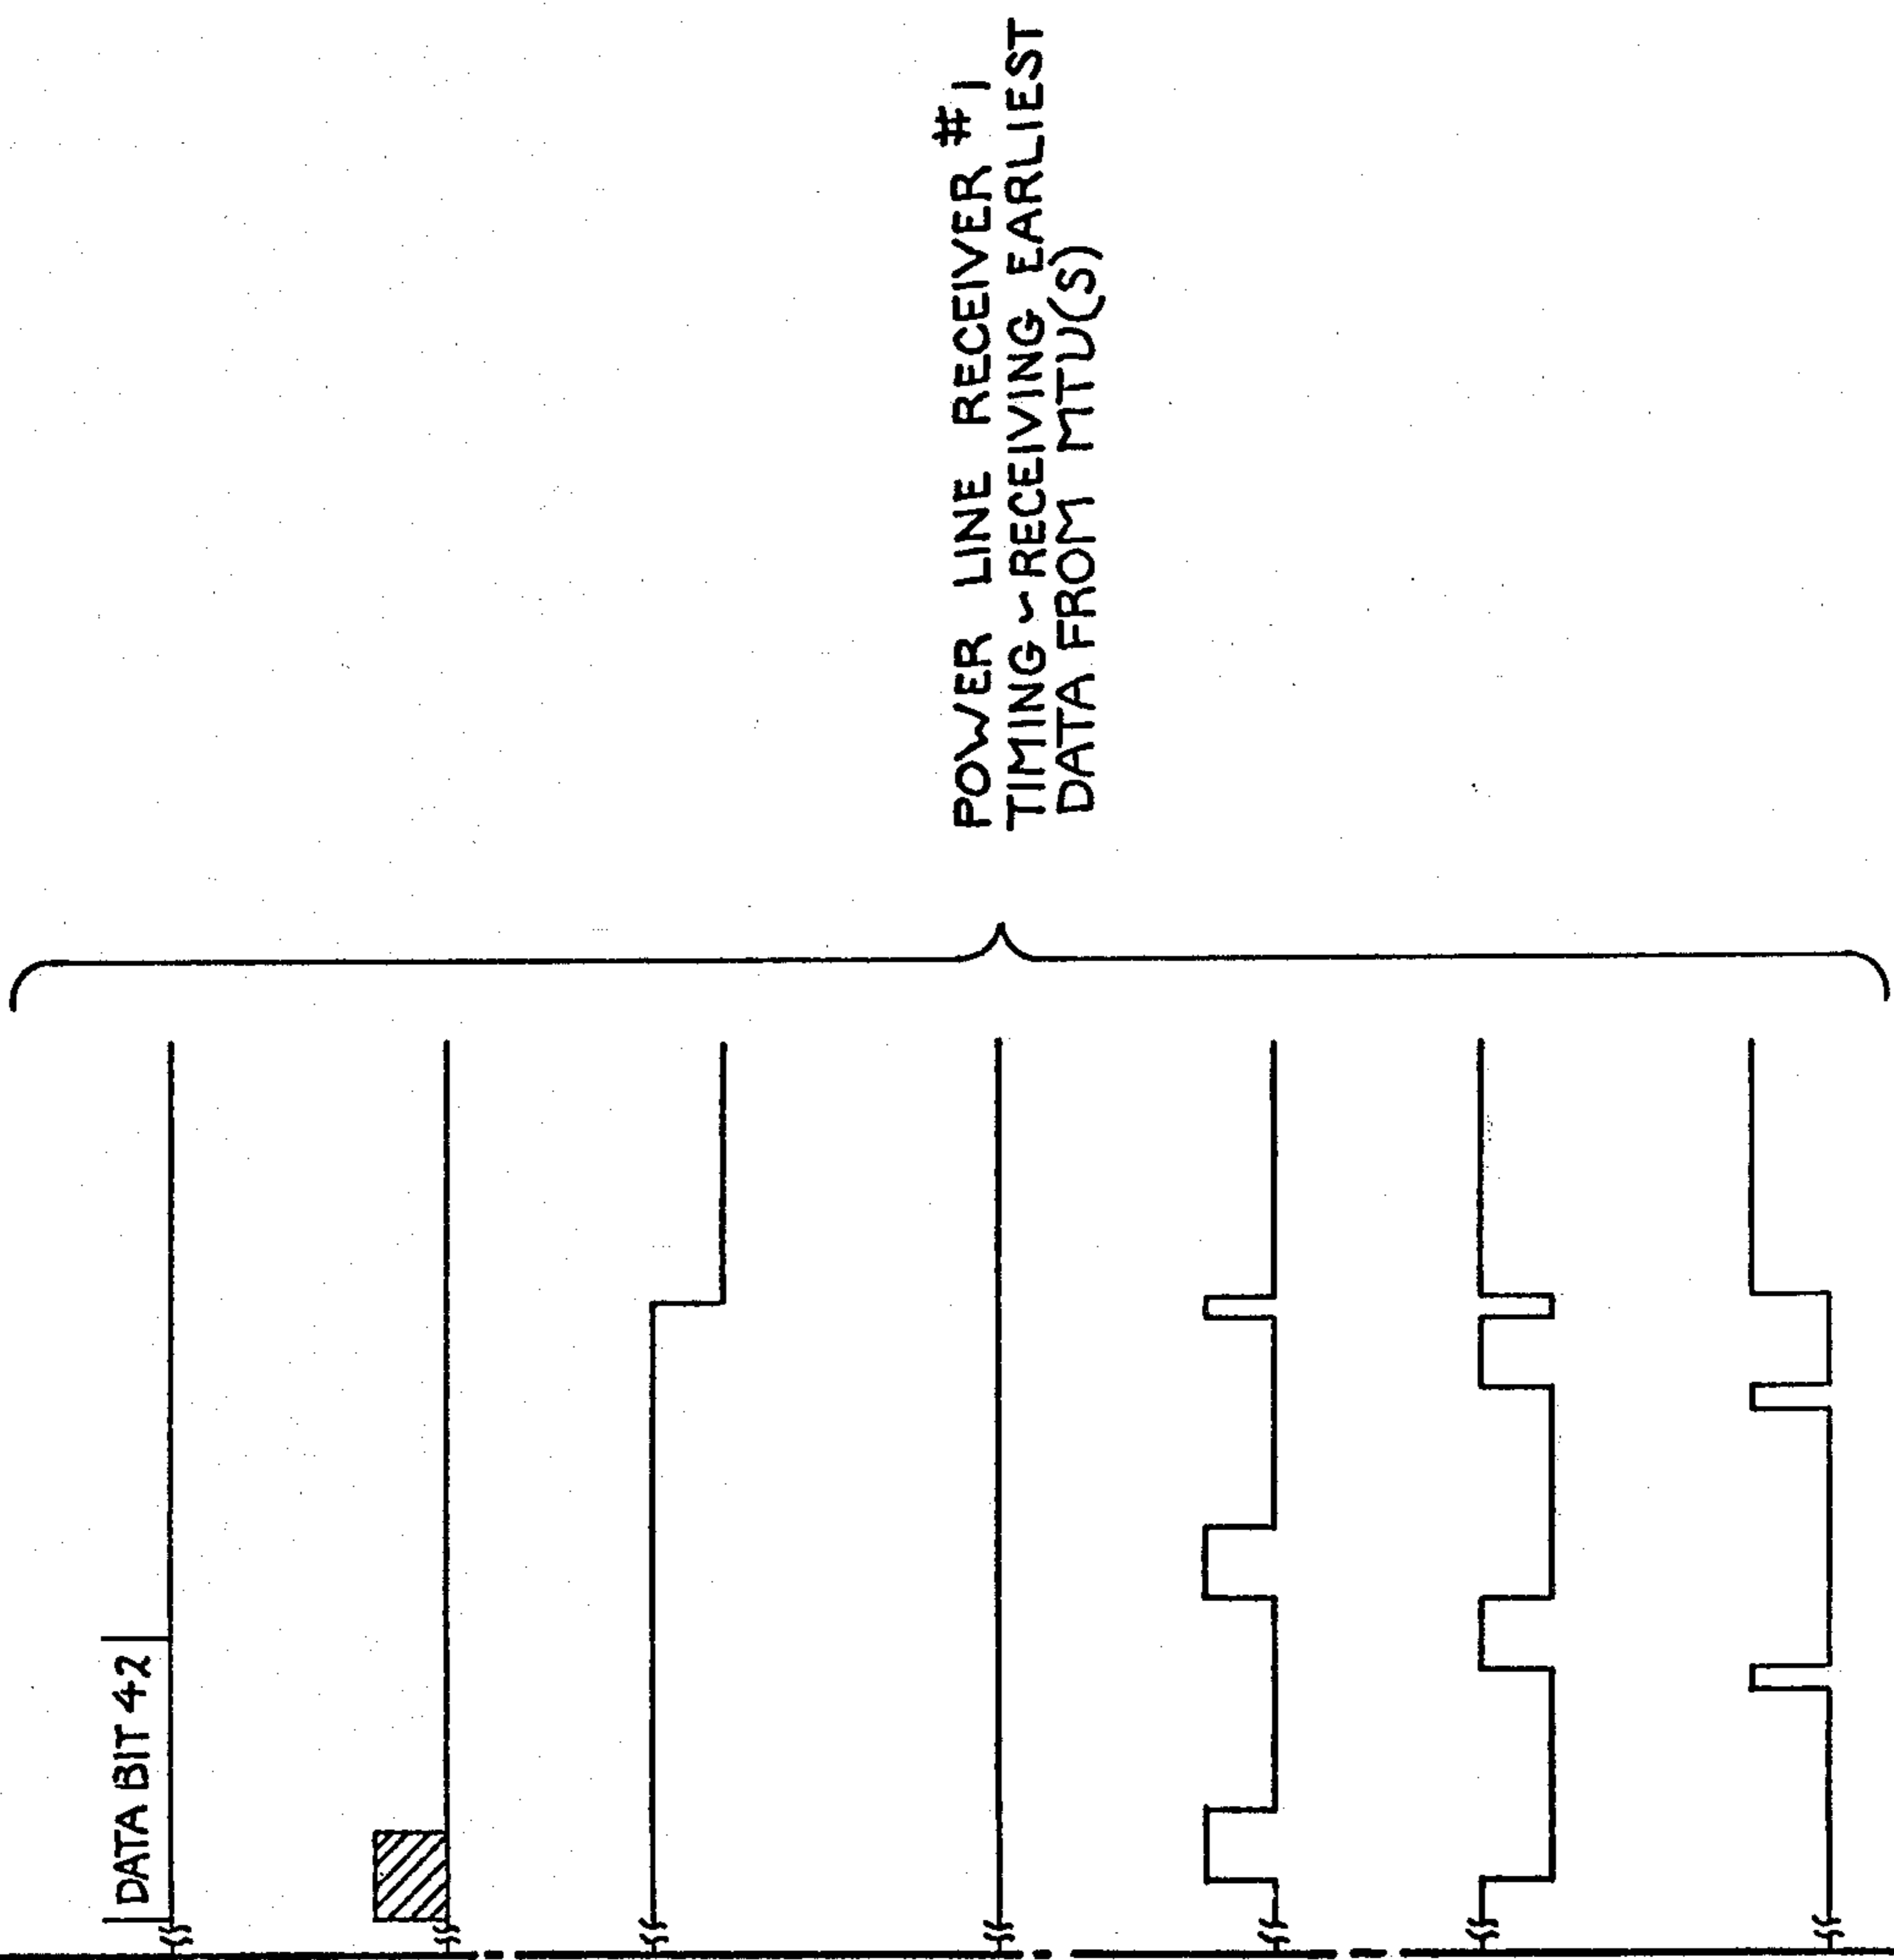 DATA BIT 42
POWER LINE RECEIVER #1
TIMING ~ RECEIVING EARLIEST
DATA FROM MTU(S)